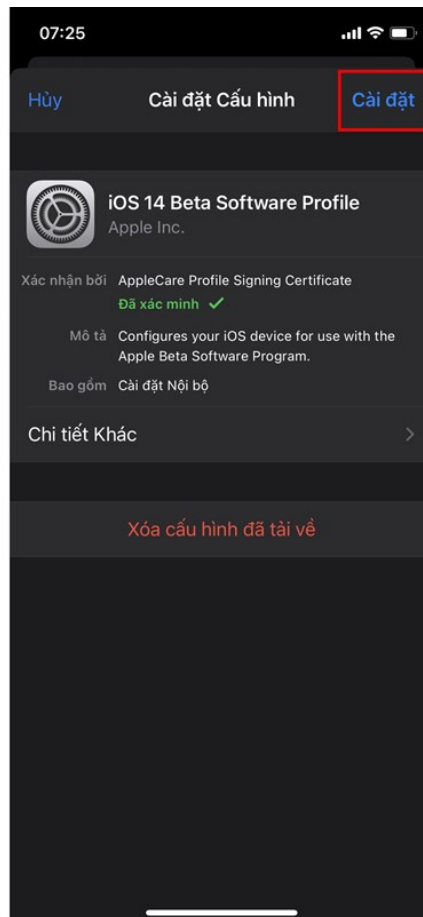 07:25
Hủy
Cài đặt Cấu hình
Cài đặt
iOS 14 Beta Software Profile
Apple Inc.
Xác nhận bởi AppleCare Profile Signing Certificate
Đã xác minh ✓
Mô tả Configures your iOS device for use with the
Apple Beta Software Program.
Bao gồm Cài đặt Nội bộ
Chi tiết Khác
Xóa cấu hình đã tải về